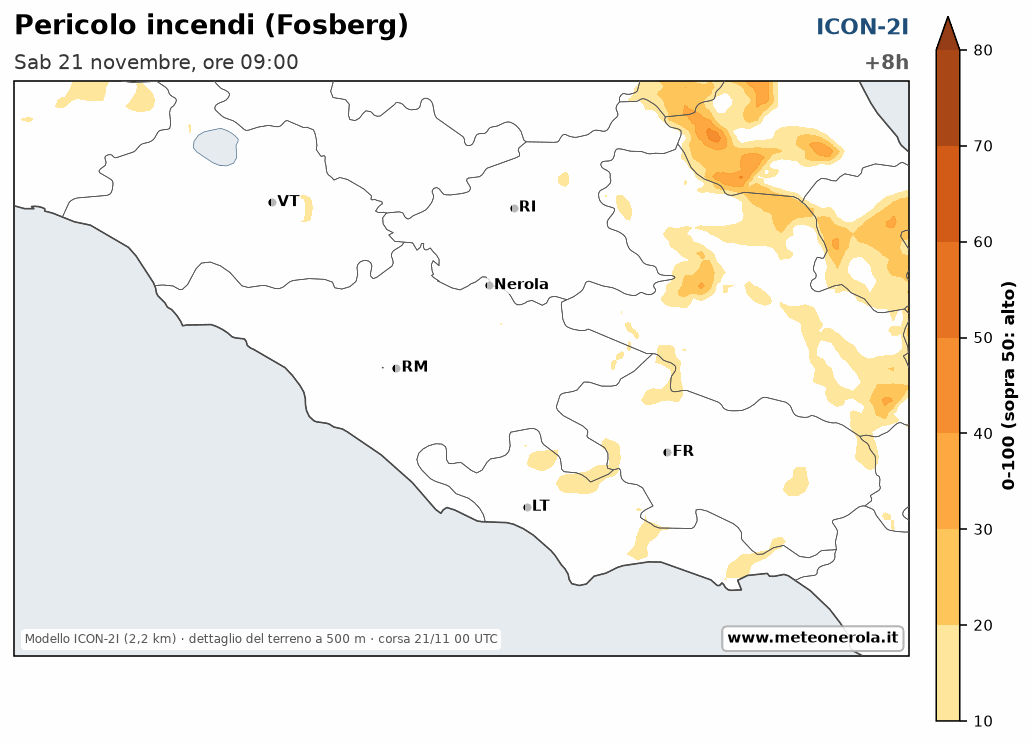 Pericolo incendi (Fosberg)
ICON-2I
Sab 21 novembre, ore 09:00
+8h
VT
RI
Nerola
RM
FR
LT
80
70
60
50
40
30
20
10
0-100 (sopra 50: alto)
Modello ICON-2I (2,2 km) · dettaglio del terreno a 500 m · corsa 21/11 00 UTC
www.meteonerola.it